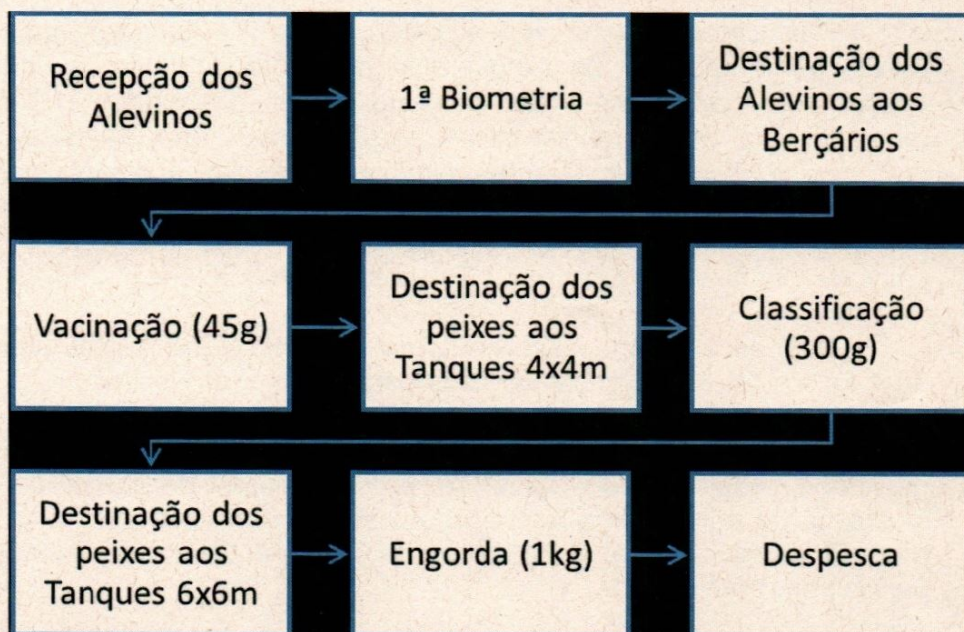 Recepção dos
Alevinos
1ª Biometria
Destinação dos
Alevinos aos
Berçários
Vacinação (45g)
Destinação dos
peixes aos
Tanques 4x4m
Classificação
(300g)
Destinação dos
peixes aos
Tanques 6x6m
Engorda (1kg)
Despesca